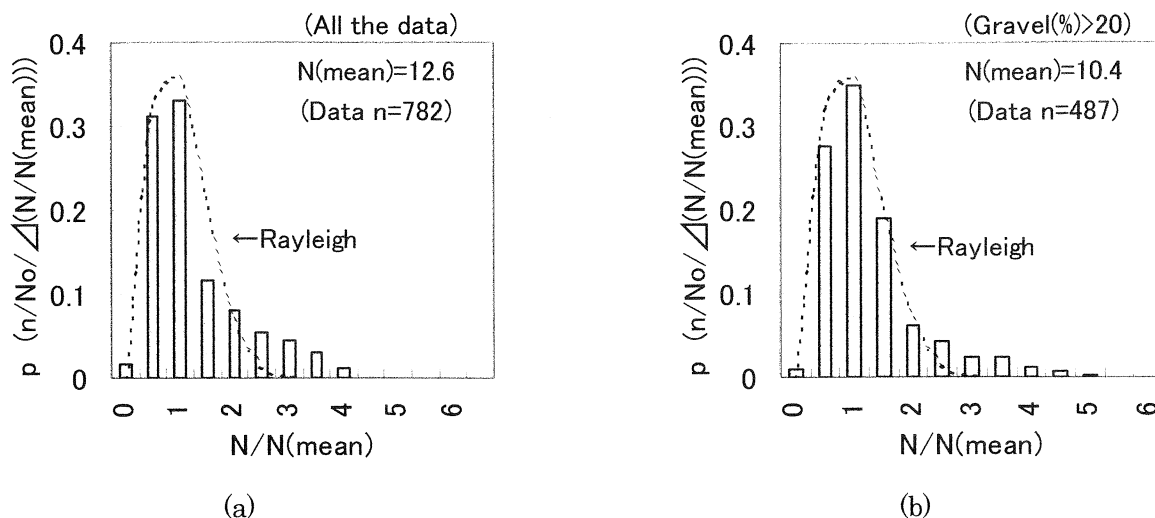 (All the data)
0.4
N(mean)=12.6
(Data n=782)
0.3
0.2
←Rayleigh
0.1
0
p (n/No/⊿(N/N(mean)))
0 1 2 3 4 5 6
N/N(mean)
(a)
(Gravel(%)>20)
0.4
N(mean)=10.4
(Data n=487)
0.3
0.2
←Rayleigh
0.1
0
p (n/No/⊿(N/N(mean)))
0 1 2 3 4 5 6
N/N(mean)
(b)